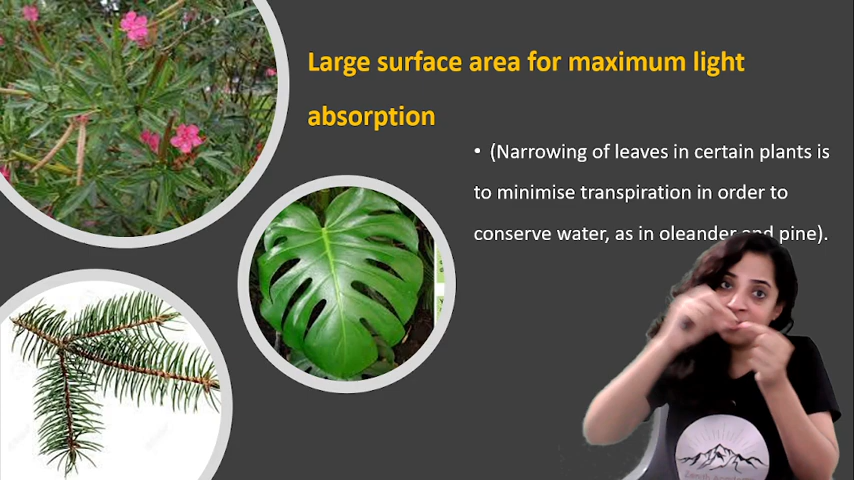 Large surface area for maximum light
absorption
• (Narrowing of leaves in certain plants is
to minimise transpiration in order to
conserve water, as in oleander and pine).